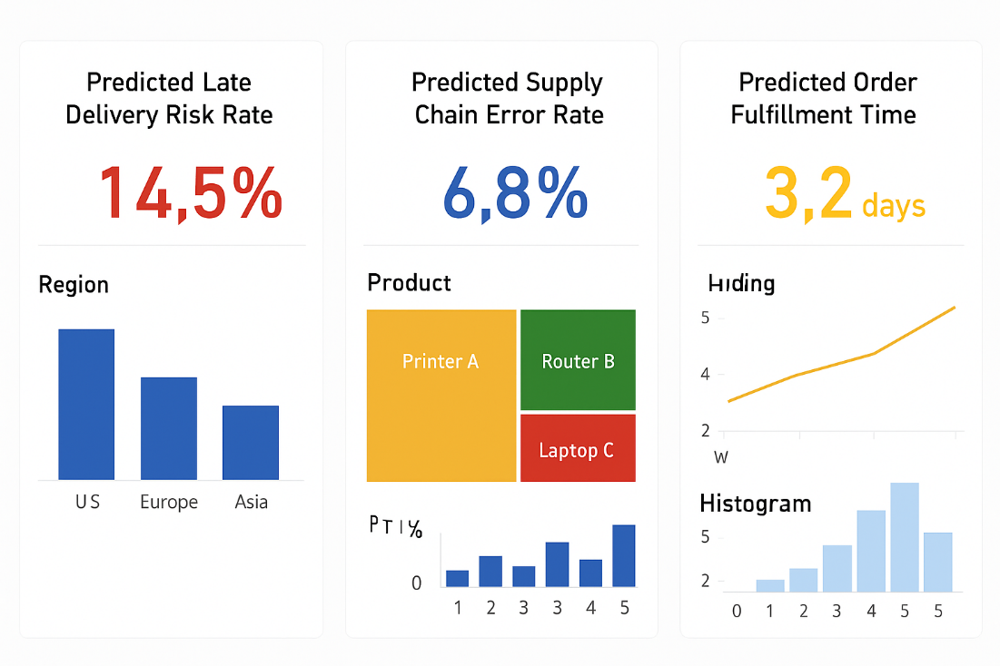 Predicted Late
Delivery Risk Rate
14,5%
Region
US Europe Asia
Predicted Supply
Chain Error Rate
6,8%
Product
Printer A
Router B
Laptop C
0
1 2 3 3 4 5
Predicted Order
Fulfillment Time
3,2 days
5
4
2
W
Histogram
5
2
0 1 2 3 4 5 5